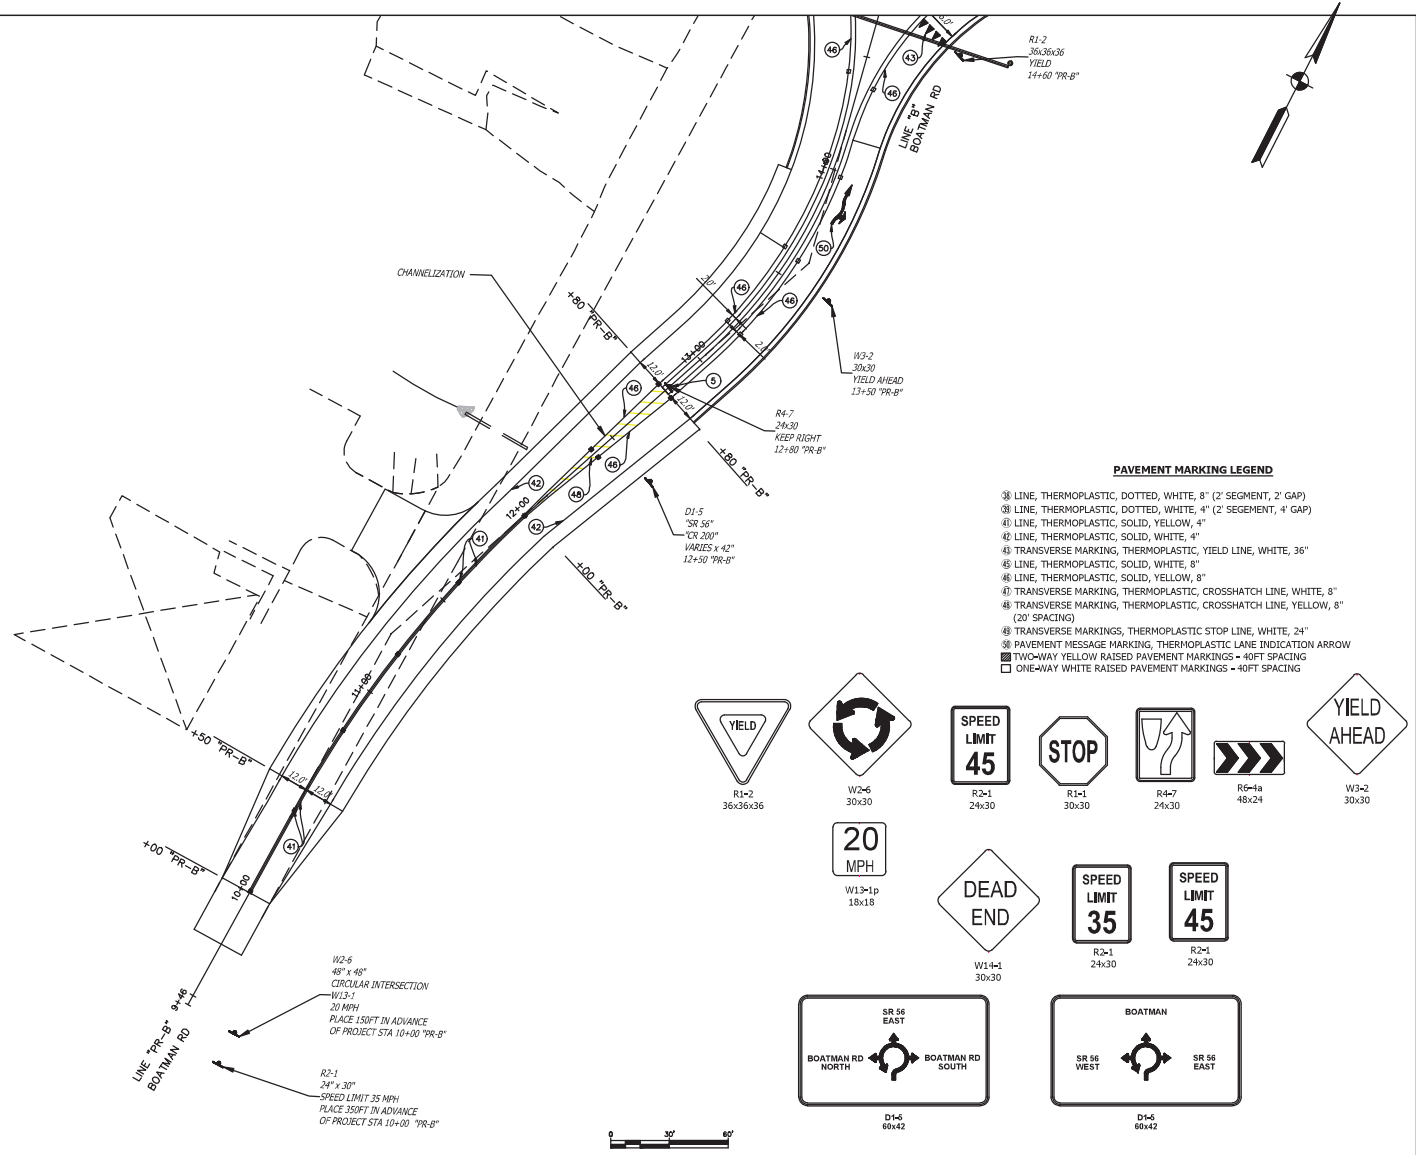 5.0'
R1-2
36x36x36
YIELD
14+60 "PR-B"
46
43
46
LINE "B"
BOATMAN RD
14+00
50
CHANNELIZATION
2.0'
46
46
+80 "PR-B"
13+00
2.0'
12.0'
46
5
12.0'
W3-2
30x30
YIELD AHEAD
13+50 "PR-B"
R4-7
24x30
KEEP RIGHT
12+80 "PR-B"
46
48
42
12+00
42
41
+80 "PR-B"
D1-5
"SR 56"
"CR 200"
VARIES x 42"
12+50 "PR-B"
+00 "PR-B"
11+00
+50 "PR-B"
12.0'
12.0'
41
+00 "PR-B"
10+00
9+46
LINE "PR-B"
BOATMAN RD
W2-6
48" x 48"
CIRCULAR INTERSECTION
W13-1
20 MPH
PLACE 150FT IN ADVANCE
OF PROJECT STA 10+00 "PR-B"
R2-1
24" x 30"
SPEED LIMIT 35 MPH
PLACE 350FT IN ADVANCE
OF PROJECT STA 10+00 "PR-B"
0 30' 60'
PAVEMENT MARKING LEGEND
38 LINE, THERMOPLASTIC, DOTTED, WHITE, 8" (2' SEGMENT, 2' GAP)
39 LINE, THERMOPLASTIC, DOTTED, WHITE, 4" (2' SEGEMENT, 4' GAP)
41 LINE, THERMOPLASTIC, SOLID, YELLOW, 4"
42 LINE, THERMOPLASTIC, SOLID, WHITE, 4"
43 TRANSVERSE MARKING, THERMOPLASTIC, YIELD LINE, WHITE, 36"
45 LINE, THERMOPLASTIC, SOLID, WHITE, 8"
46 LINE, THERMOPLASTIC, SOLID, YELLOW, 8"
47 TRANSVERSE MARKING, THERMOPLASTIC, CROSSHATCH LINE, WHITE, 8"
48 TRANSVERSE MARKING, THERMOPLASTIC, CROSSHATCH LINE, YELLOW, 8"
(20' SPACING)
49 TRANSVERSE MARKINGS, THERMOPLASTIC STOP LINE, WHITE, 24"
50 PAVEMENT MESSAGE MARKING, THERMOPLASTIC LANE INDICATION ARROW
TWO-WAY YELLOW RAISED PAVEMENT MARKINGS - 40FT SPACING
ONE-WAY WHITE RAISED PAVEMENT MARKINGS - 40FT SPACING
YIELD
R1-2
36x36x36
W2-6
30x30
SPEED
LIMIT
45
R2-1
24x30
STOP
R1-1
30x30
R4-7
24x30
R6-4a
48x24
YIELD
AHEAD
W3-2
30x30
20
MPH
W13-1p
18x18
DEAD
END
W14-1
30x30
SPEED
LIMIT
35
R2-1
24x30
SPEED
LIMIT
45
R2-1
24x30
SR 56
EAST
BOATMAN RD
NORTH
BOATMAN RD
SOUTH
D1-5
60x42
BOATMAN
SR 56
WEST
SR 56
EAST
D1-5
60x42